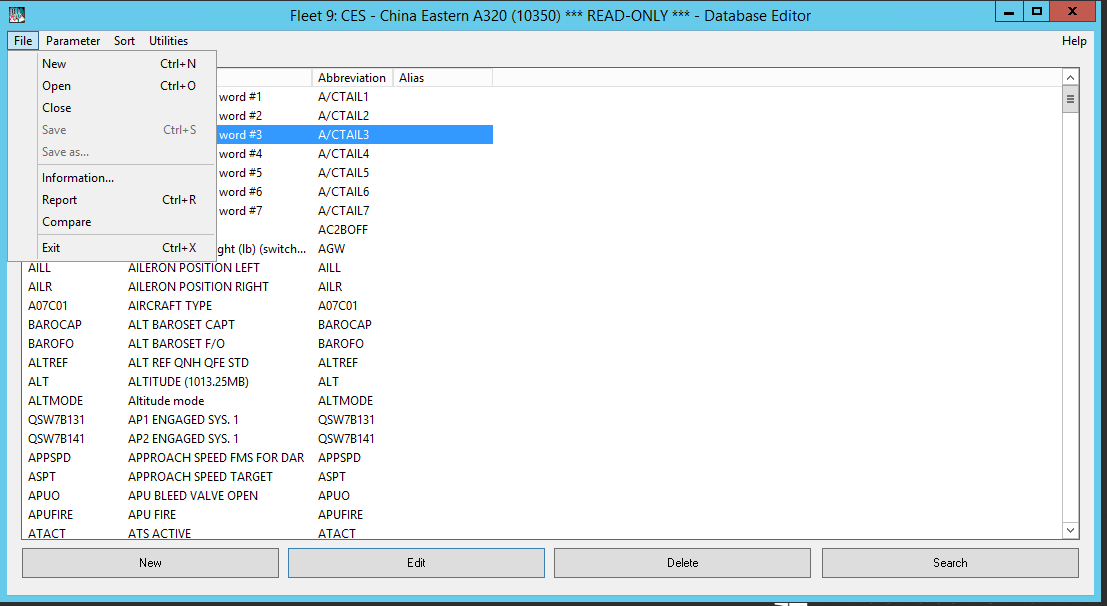 Fleet 9: CES - China Eastern A320 (10350) *** READ-ONLY *** - Database Editor
File Parameter Sort Utilities Help
New Ctrl+N
Open Ctrl+O
Close
Save Ctrl+S
Save as...
Information...
Report Ctrl+R
Compare
Exit Ctrl+X
Abbreviation Alias
word #1 A/CTAIL1
word #2 A/CTAIL2
word #3 A/CTAIL3
word #4 A/CTAIL4
word #5 A/CTAIL5
word #6 A/CTAIL6
word #7 A/CTAIL7
AC2BOFF
ght (lb) (switch... AGW
AILL AILERON POSITION LEFT AILL
AILR AILERON POSITION RIGHT AILR
A07C01 AIRCRAFT TYPE A07C01
BAROCAP ALT BAROSET CAPT BAROCAP
BAROFO ALT BAROSET F/O BAROFO
ALTREF ALT REF QNH QFE STD ALTREF
ALT ALTITUDE (1013.25MB) ALT
ALTMODE Altitude mode ALTMODE
QSW7B131 AP1 ENGAGED SYS. 1 QSW7B131
QSW7B141 AP2 ENGAGED SYS. 1 QSW7B141
APPSPD APPROACH SPEED FMS FOR DAR APPSPD
ASPT APPROACH SPEED TARGET ASPT
APUO APU BLEED VALVE OPEN APUO
APUFIRE APU FIRE APUFIRE
ATACT ATS ACTIVE ATACT
New Edit Delete Search